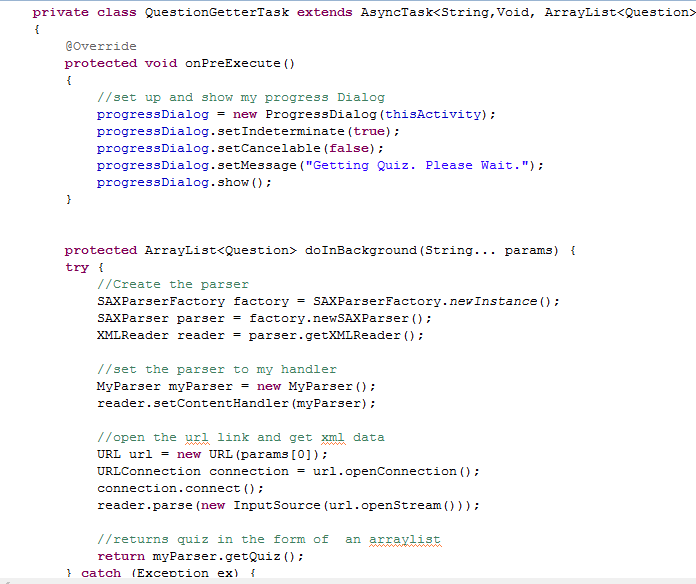 private class QuestionGetterTask extends AsyncTask<String,Void, ArrayList<Question>
{
@Override
protected void onPreExecute()
{
//set up and show my progress Dialog
progressDialog = new ProgressDialog(thisActivity);
progressDialog.setIndeterminate(true);
progressDialog.setCancelable(false);
progressDialog.setMessage("Getting Quiz. Please Wait.");
progressDialog.show();
}
protected ArrayList<Question> doInBackground(String... params) {
try {
//Create the parser
SAXParserFactory factory = SAXParserFactory.newInstance();
SAXParser parser = factory.newSAXParser();
XMLReader reader = parser.getXMLReader();
//set the parser to my handler
MyParser myParser = new MyParser();
reader.setContentHandler(myParser);
//open the url link and get xml data
URL url = new URL(params[0]);
URLConnection connection = url.openConnection();
connection.connect();
reader.parse(new InputSource(url.openStream()));
//returns quiz in the form of  an arraylist
return myParser.getQuiz();
} catch (Exception ex) {